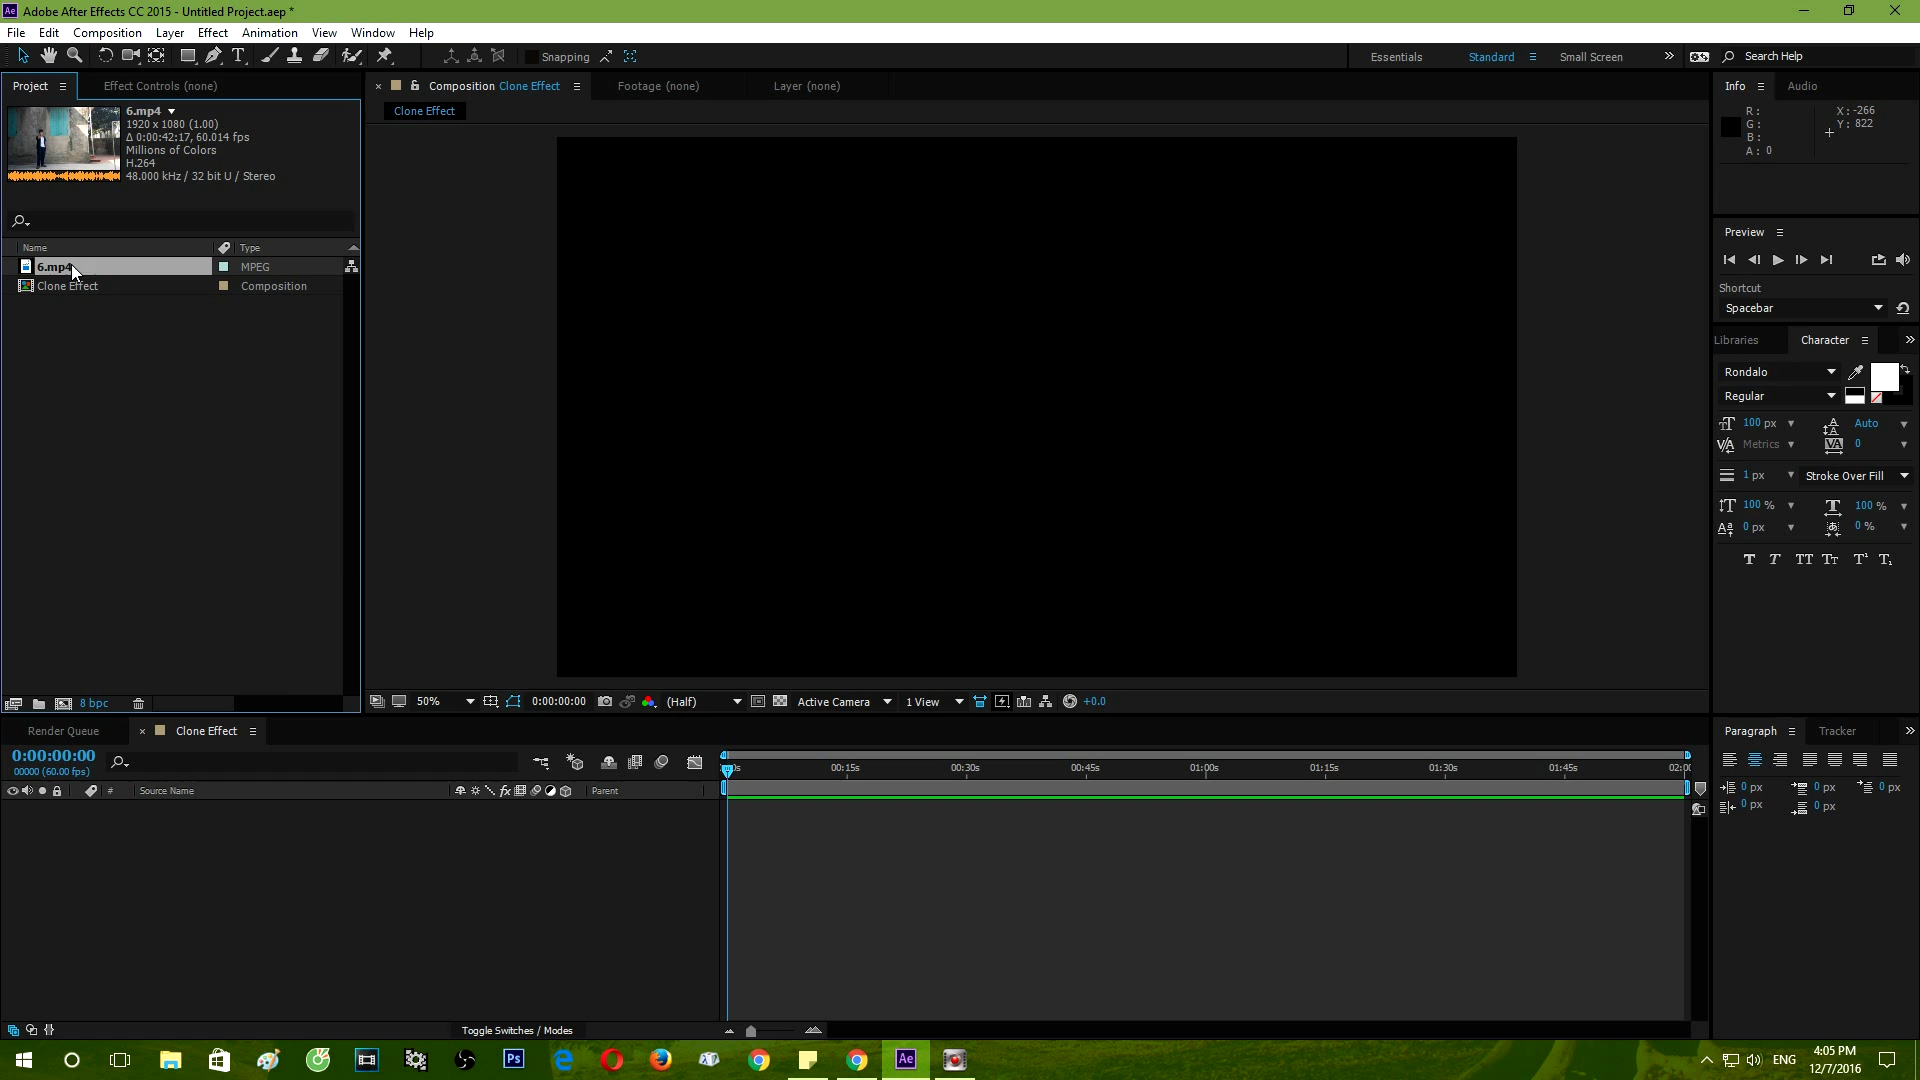 Adobe After Effects CC 2015 - Untitled Project.aep *
File Edit Composition Layer Effect Animation View Window Help
Snapping Essentials Standard Small Screen Search Help
Project Effect Controls (none) Composition Clone Effect Footage (none) Layer (none) Info Audio
Clone Effect
6.mp4
1920 x 1080 (1.00)
Δ 0:00:42:17, 60.014 fps
Millions of Colors
H.264
48.000 kHz / 32 bit U / Stereo
R: X: -266
G: Y: 822
B:
A: 0
Preview
Name Type
6.mp4 MPEG
Clone Effect Composition
Shortcut
Spacebar
Libraries Character
Rondalo
Regular
100 px Auto
Metrics 0
1 px Stroke Over Fill
100 % 100 %
0 px 0 %
8 bpc 50% 0:00:00:00 (Half) Active Camera 1 View +0.0
Render Queue Clone Effect Paragraph Tracker
0:00:00:00
00000 (60.00 fps)
00:15s 00:30s 00:45s 01:00s 01:15s 01:30s 01:45s
# Source Name Parent
0 px 0 px 0 px
0 px 0 px
Toggle Switches / Modes
Ps Ae ENG
4:05 PM
12/7/2016